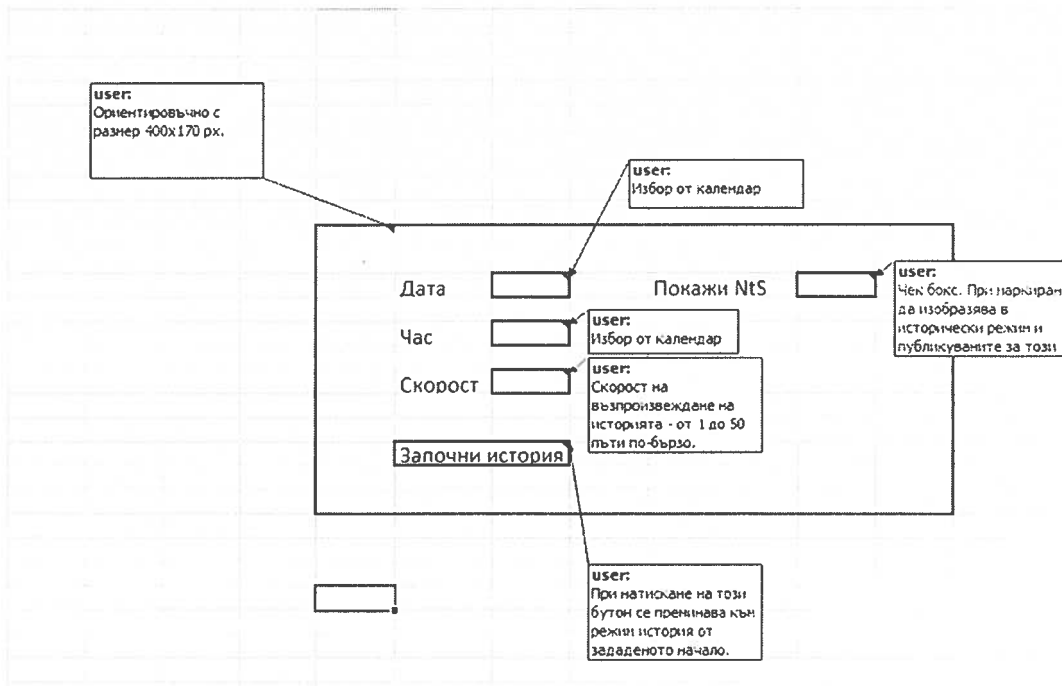 user:
Ориентировъчно с
размер 400x170 px.
user:
Избор от календар
Дата
Покажи NtS
user:
Чек бокс. При маркиран
да изобразява в
исторически режим и
публикуваните за този
Час
user:
Избор от календар
Скорост
user:
Скорост на
възпроизвеждане на
историята - от 1 до 50
пъти по-бързо.
Започни история
user:
При натискане на този
бутон се преминава към
режим история от
зададеното начало.